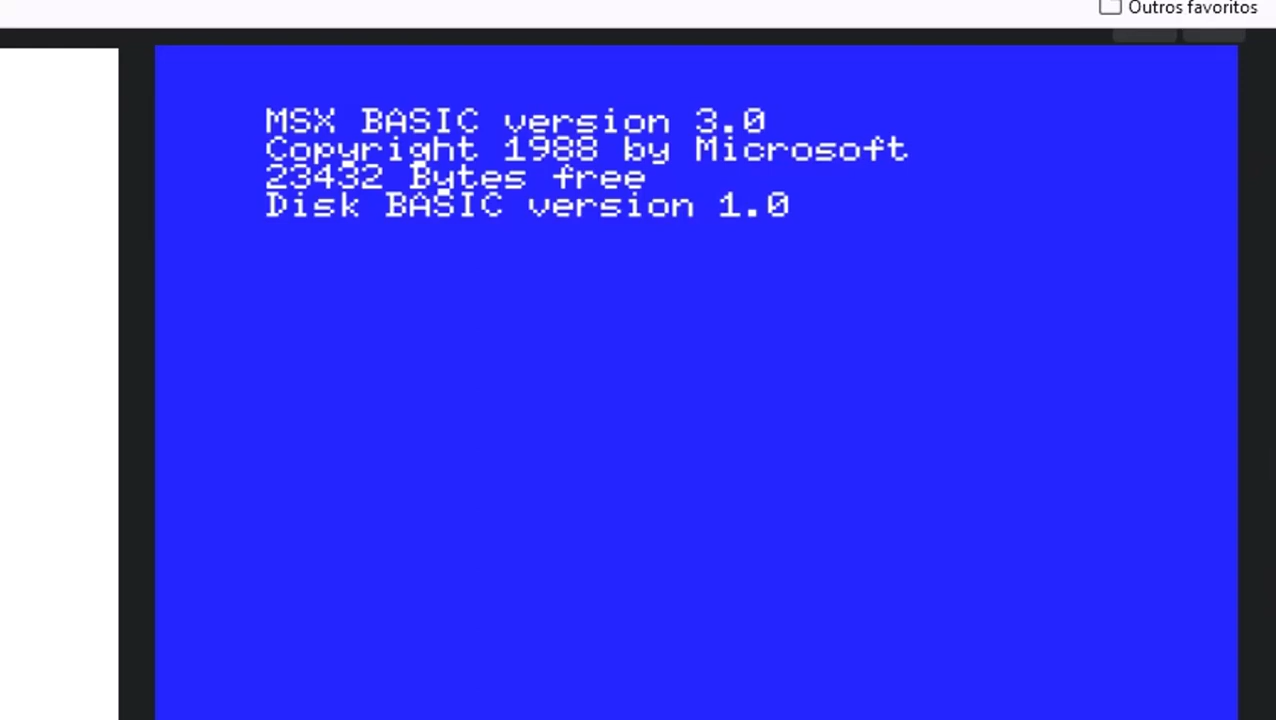 Outros favoritos
MSX BASIC version 3.0
Copyright 1988 by Microsoft
23432 Bytes free
Disk BASIC version 1.0